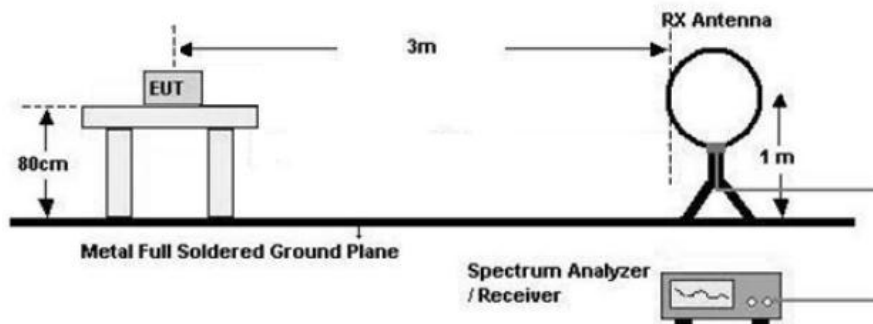 RX Antenna
3m
EUT
80cm
1 m
Metal Full Soldered Ground Plane
Spectrum Analyzer
/ Receiver